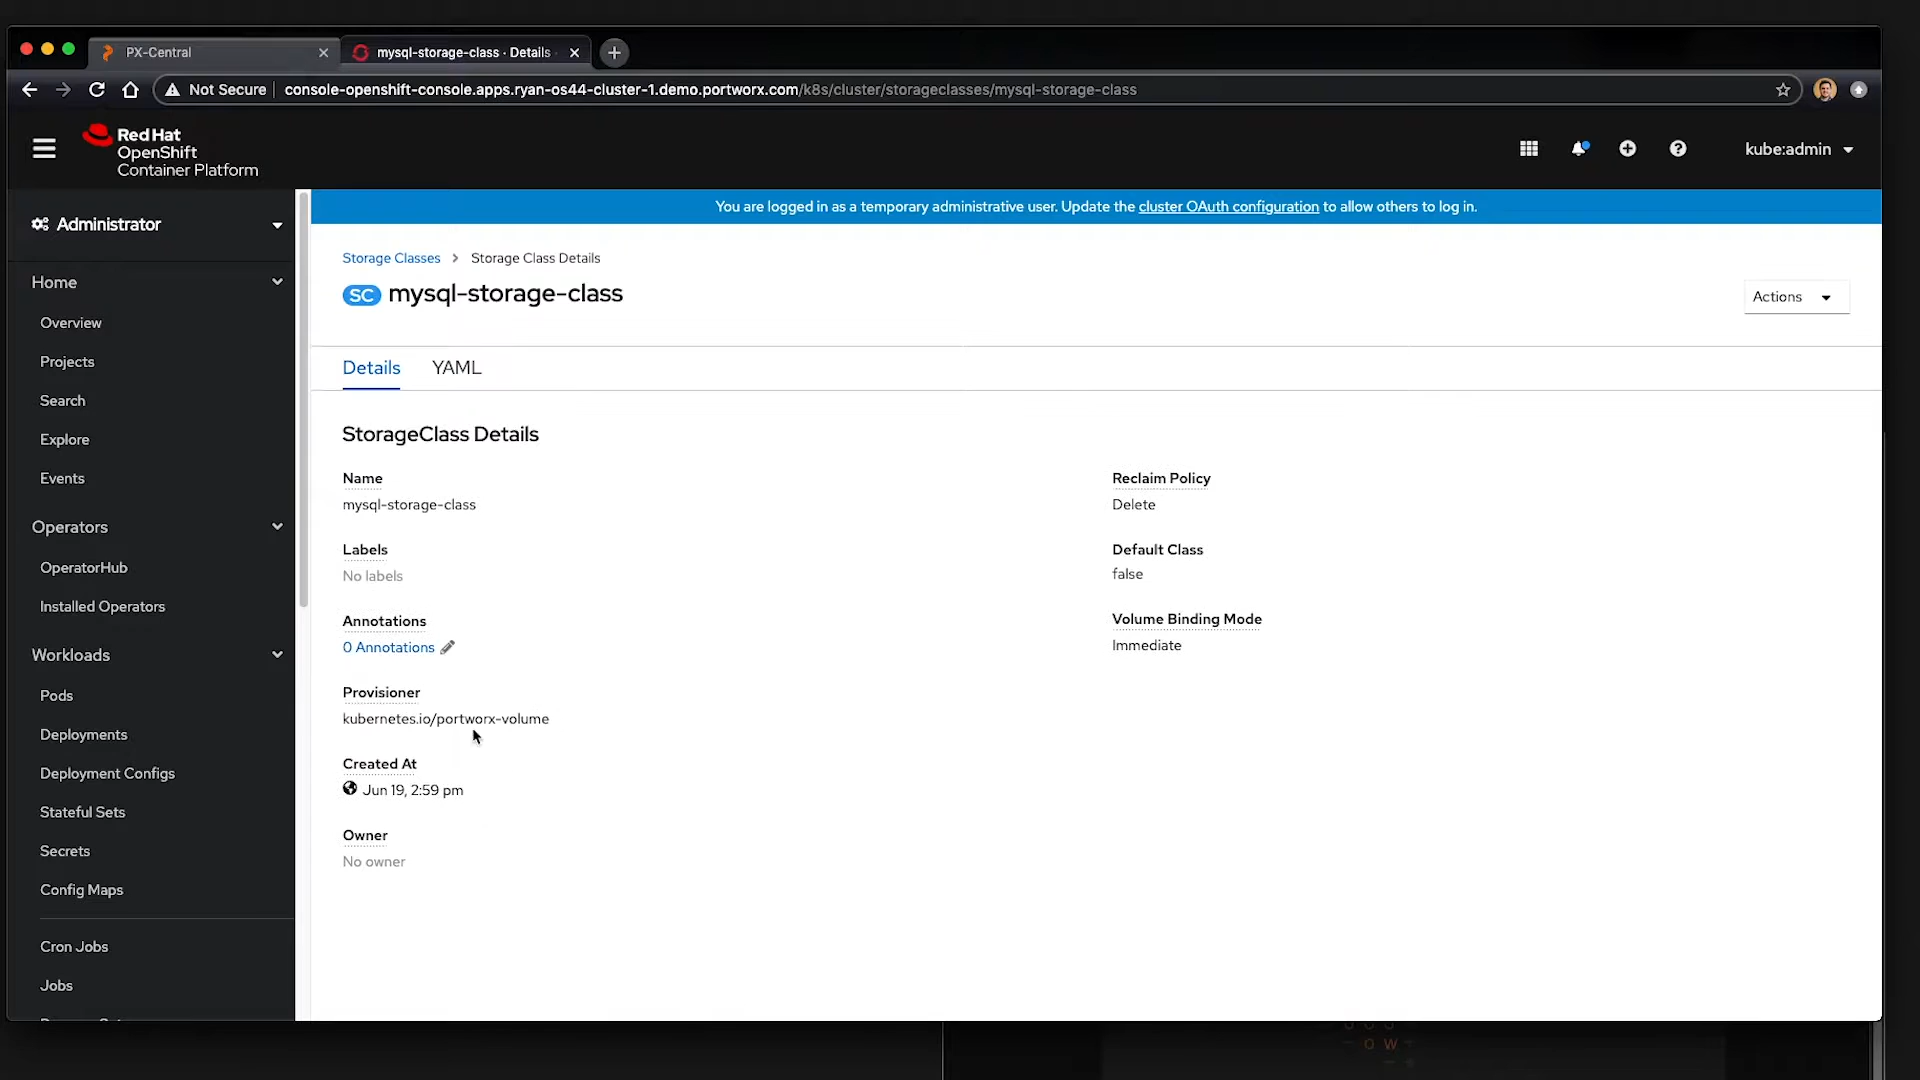 PX-Central
mysql-storage-class · Details
Not Secure
console-openshift-console.apps.ryan-os44-cluster-1.demo.portworx.com/k8s/cluster/storageclasses/mysql-storage-class
Red Hat
OpenShift
Container Platform
kube:admin
Administrator
Home
Overview
Projects
Search
Explore
Events
Operators
OperatorHub
Installed Operators
Workloads
Pods
Deployments
Deployment Configs
Stateful Sets
Secrets
Config Maps
Cron Jobs
Jobs
You are logged in as a temporary administrative user. Update the cluster OAuth configuration to allow others to log in.
Storage Classes > Storage Class Details
SC mysql-storage-class
Actions
Details YAML
StorageClass Details
Name
mysql-storage-class
Labels
No labels
Annotations
0 Annotations
Provisioner
kubernetes.io/portworx-volume
Created At
Jun 19, 2:59 pm
Owner
No owner
Reclaim Policy
Delete
Default Class
false
Volume Binding Mode
Immediate